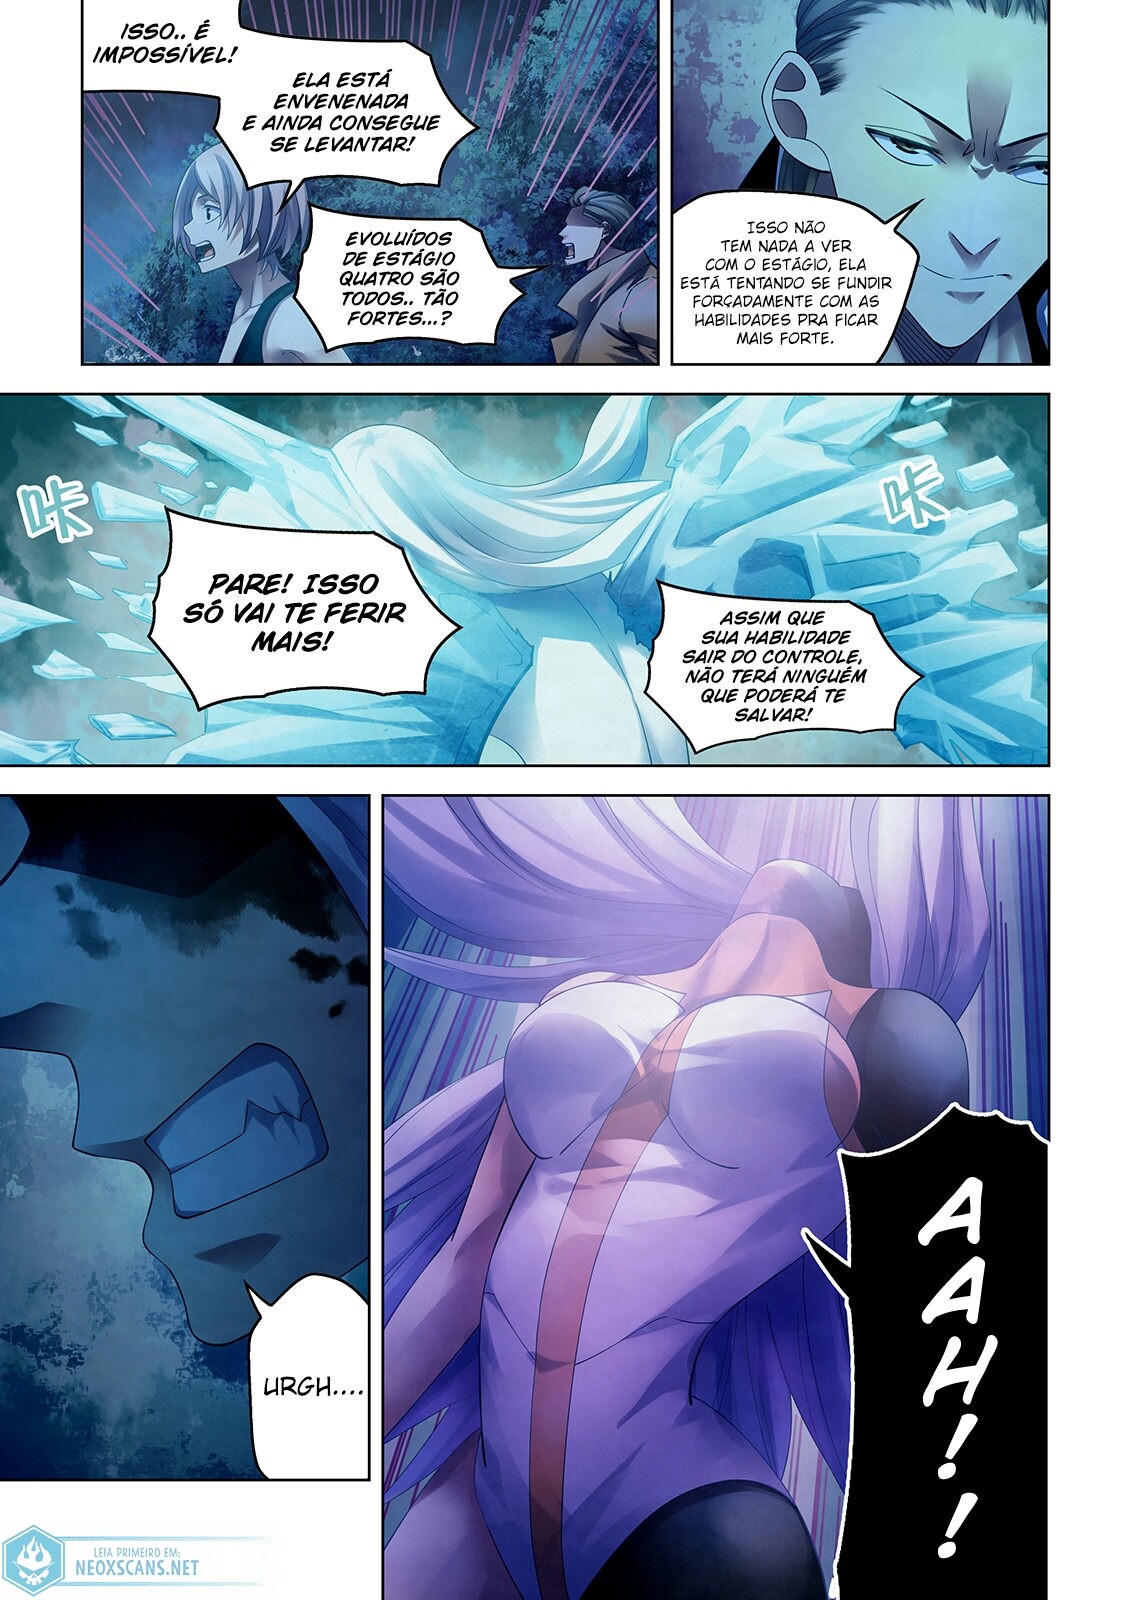 ISSO.. É
IMPOSSÍVEL!
ELA ESTÁ
ENVENENADA
E AINDA CONSEGUE
SE LEVANTAR!
EVOLUÍDOS
DE ESTÁGIO
QUATRO SÃO
TODOS.. TÃO
FORTES...?
ISSO NÃO
TEM NADA A VER
COM O ESTÁGIO, ELA
ESTÁ TENTANDO SE FUNDIR
FORÇADAMENTE COM AS
HABILIDADES PRA FICAR
MAIS FORTE.
咔
咔
PARE! ISSO
SÓ VAI TE FERIR
MAIS!
ASSIM QUE
SUA HABILIDADE
SAIR DO CONTROLE,
NÃO TERÁ NINGUÉM
QUE PODERÁ TE
SALVAR!
URGH....
AAH!!
LEIA PRIMEIRO EM:
NEOXSCANS.NET